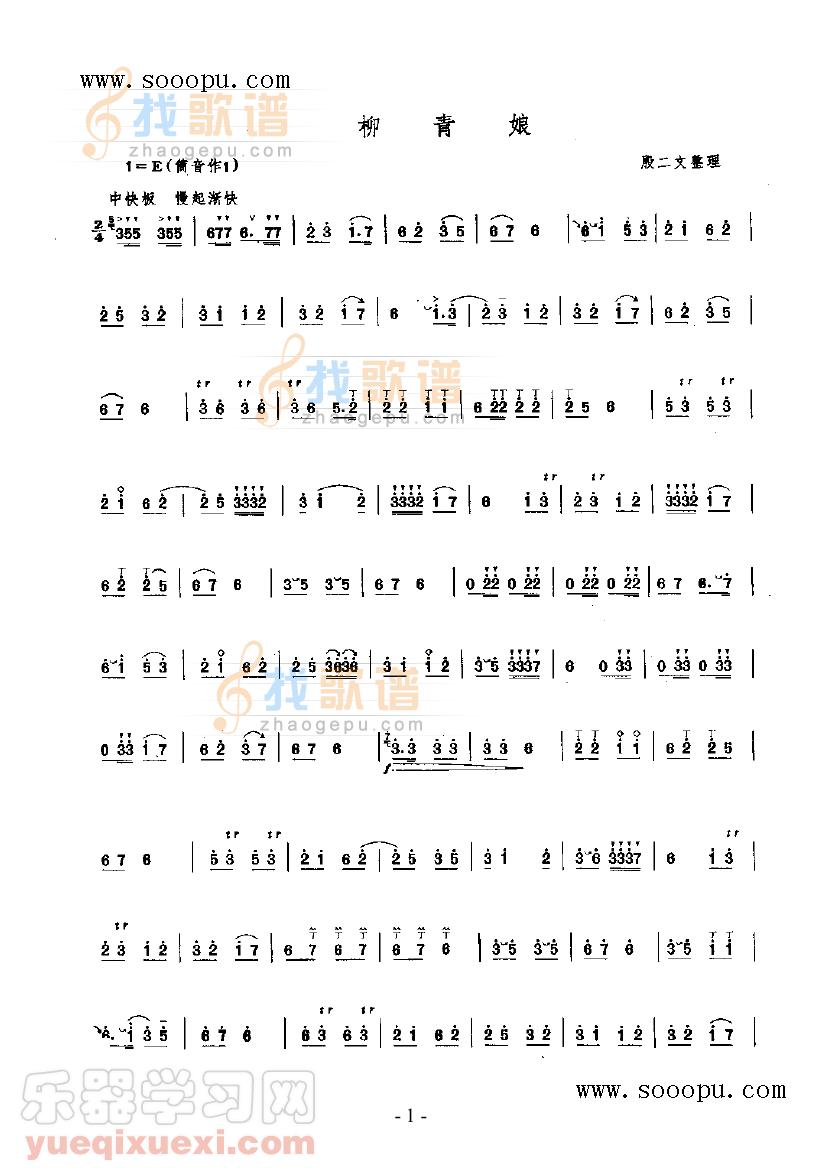 www. sooopu. com
找歌谱
zhaogepu.com
柳 青 娘
1=E(筒音作1)
殷二文整理
中快板 慢起渐快
2/4 355 355 | 677 6. 77 | 2 3 1.7 | 6 2 3 5 | 6 7 6 | 6 1 5 3 | 2 1 6 2 |
2 5 3 2 | 3 1 1 2 | 3 2 1 7 | 6 1.3 | 2 3 1 2 | 3 2 1 7 | 6 2 3 5 |
找歌谱
zhaogepu.com
6 7 6 | 3 6 3 6 | 3 6 5.2 | 2 2 1 1 | 6 22 2 2 | 2 5 6 | 5 3 5 3 |
2 1 6 2 | 2 5 3332 | 3 1 2 | 3332 1 7 | 6 1 3 | 2 3 1 2 | 3332 1 7 |
6 2 2 5 | 6 7 6 | 3 5 3 5 | 6 7 6 | 0 22 0 22 | 0 22 0 22 | 6 7 6. 7 |
6 1 5 3 | 2 1 6 2 | 2 5 3636 | 3 1 1 2 | 3 5 3337 | 6 0 33 | 0 33 0 33 |
找歌谱
zhaogepu.com
0 33 1 7 | 6 2 3 7 | 6 7 6 | 3.3 3 3 | 3 3 6 | 2 2 1 1 | 6 2 2 5 |
f
6 7 6 | 5 3 5 3 | 2 1 6 2 | 2 5 3 5 | 3 1 2 | 3 6 3337 | 6 1 3 |
2 3 1 2 | 3 2 1 7 | 6 7 6 7 | 6 7 6 | 3 5 3 5 | 6 7 6 | 3 5 1 1 |
6. 1 3 5 | 6 7 6 | 6 3 6 3 | 2 1 6 2 | 2 5 3 2 | 3 1 1 2 | 3 2 1 7 |
乐器学习网
yueqixuexi.com
www. sooopu. com
- 1 -